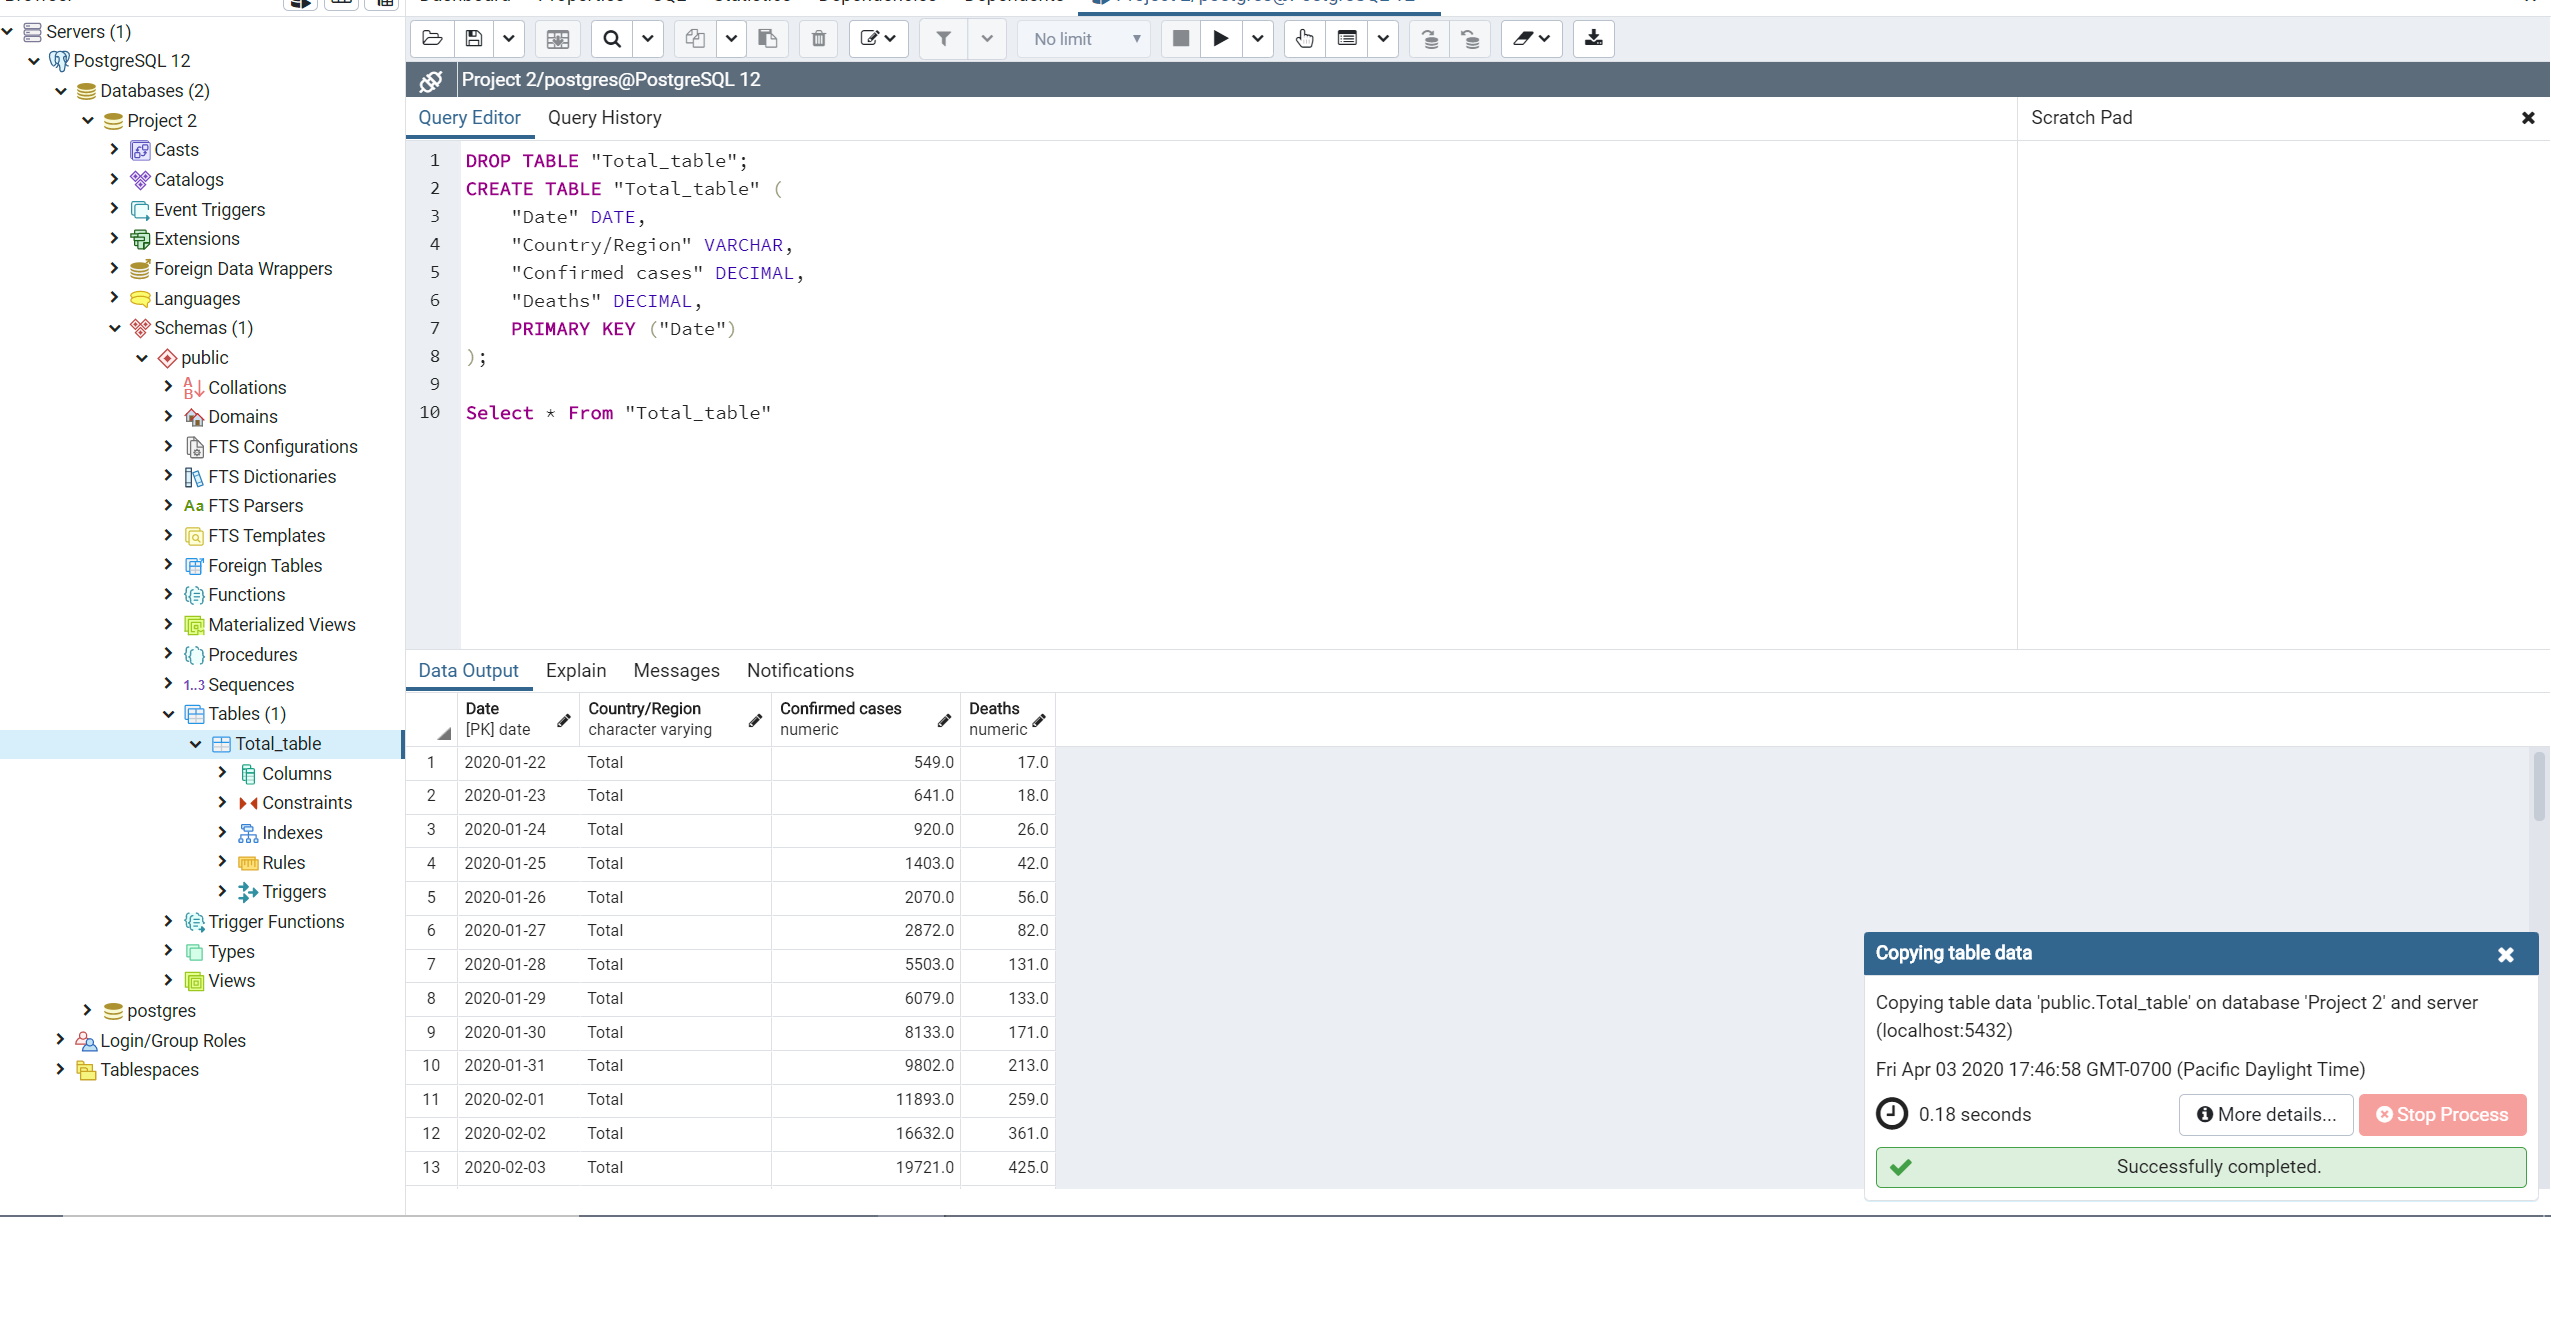 Servers (1)
PostgreSQL 12
Databases (2)
Project 2
Casts
Catalogs
Event Triggers
Extensions
Foreign Data Wrappers
Languages
Schemas (1)
public
Collations
Domains
FTS Configurations
FTS Dictionaries
Aa FTS Parsers
FTS Templates
Foreign Tables
Functions
Materialized Views
Procedures
1..3 Sequences
Tables (1)
Total_table
Columns
Constraints
Indexes
Rules
Triggers
Trigger Functions
Types
Views
postgres
Login/Group Roles
Tablespaces
No limit
Project 2/postgres@PostgreSQL 12
Query Editor Query History
Scratch Pad
1 DROP TABLE "Total_table";
2 CREATE TABLE "Total_table" (
3 "Date" DATE,
4 "Country/Region" VARCHAR,
5 "Confirmed cases" DECIMAL,
6 "Deaths" DECIMAL,
7 PRIMARY KEY ("Date")
8 );
9
10 Select * From "Total_table"
Data Output Explain Messages Notifications
Date Country/Region Confirmed cases Deaths
[PK] date character varying numeric numeric
1 2020-01-22 Total 549.0 17.0
2 2020-01-23 Total 641.0 18.0
3 2020-01-24 Total 920.0 26.0
4 2020-01-25 Total 1403.0 42.0
5 2020-01-26 Total 2070.0 56.0
6 2020-01-27 Total 2872.0 82.0
7 2020-01-28 Total 5503.0 131.0
8 2020-01-29 Total 6079.0 133.0
9 2020-01-30 Total 8133.0 171.0
10 2020-01-31 Total 9802.0 213.0
11 2020-02-01 Total 11893.0 259.0
12 2020-02-02 Total 16632.0 361.0
13 2020-02-03 Total 19721.0 425.0
Copying table data
Copying table data 'public.Total_table' on database 'Project 2' and server
(localhost:5432)
Fri Apr 03 2020 17:46:58 GMT-0700 (Pacific Daylight Time)
0.18 seconds
More details...
Stop Process
Successfully completed.